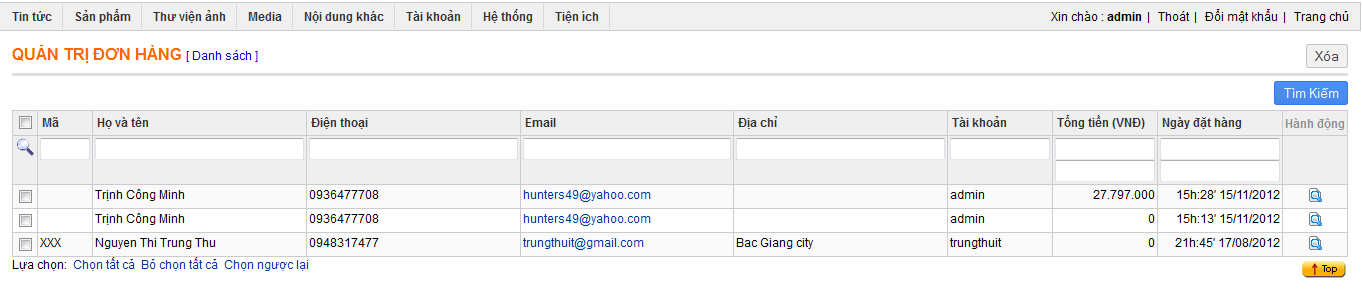 Tin tức Sản phẩm Thư viện ảnh Media Nội dung khác Tài khoản Hệ thống Tiện ích Xin chào : admin | Thoát | Đổi mật khẩu | Trang chủ
QUẢN TRỊ ĐƠN HÀNG [ Danh sách ] Xóa
Tìm Kiếm
Mã Họ và tên Điện thoại Email Địa chỉ Tài khoản Tổng tiền (VNĐ) Ngày đặt hàng Hành động
Trịnh Công Minh 0936477708 hunters49@yahoo.com admin 27.797.000 15h:28' 15/11/2012
Trịnh Công Minh 0936477708 hunters49@yahoo.com admin 0 15h:13' 15/11/2012
XXX Nguyen Thi Trung Thu 0948317477 trungthuit@gmail.com Bac Giang city trungthuit 0 21h:45' 17/08/2012
Lựa chọn: Chọn tất cả Bỏ chọn tất cả Chọn ngược lại Top